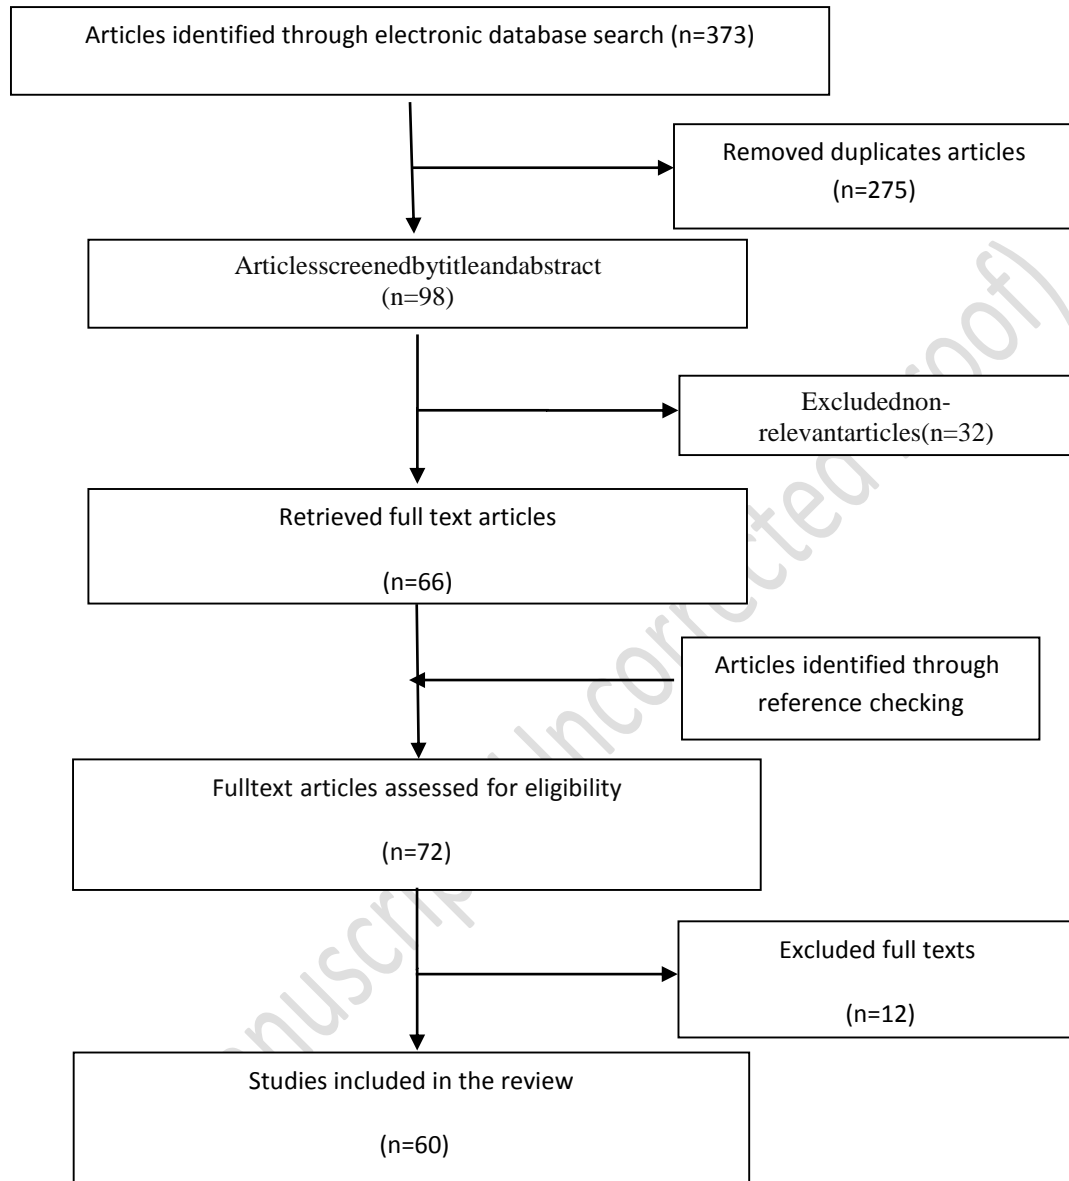 Articles identified through electronic database search (n=373)
Removed duplicates articles
(n=275)
Articlesscreenedbytitleandabstract
(n=98)
Excludednon-
relevantarticles(n=32)
Retrieved full text articles
(n=66)
Articles identified through
reference checking
Fulltext articles assessed for eligibility
(n=72)
Excluded full texts
(n=12)
Studies included in the review
(n=60)